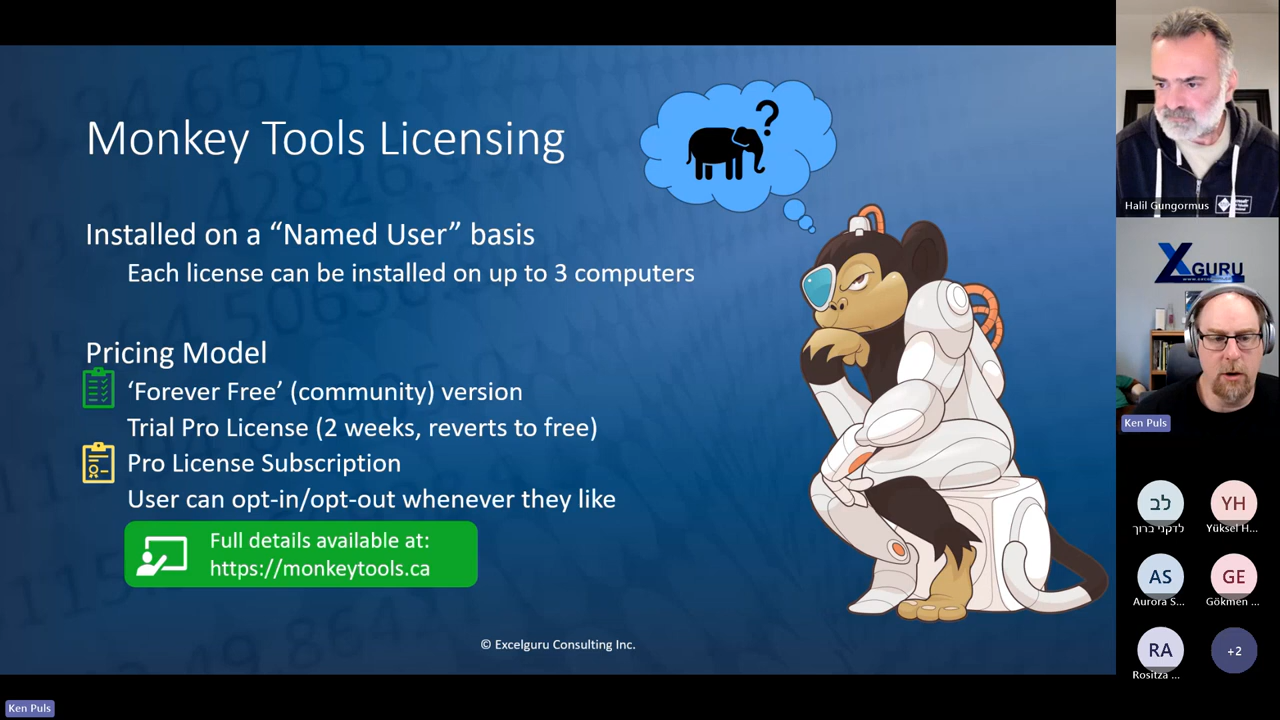 Monkey Tools Licensing
?
Installed on a “Named User” basis
Each license can be installed on up to 3 computers
Pricing Model
‘Forever Free’ (community) version
Trial Pro License (2 weeks, reverts to free)
Pro License Subscription
User can opt-in/opt-out whenever they like
Full details available at:
https://monkeytools.ca
© Excelguru Consulting Inc.
Halil Gungormus
XGURU
Ken Puls
לב
לדקני ברוך
YH
Yüksel H...
AS
Aurora S...
GE
Gökmen ...
RA
Rositza ...
+2
Ken Puls